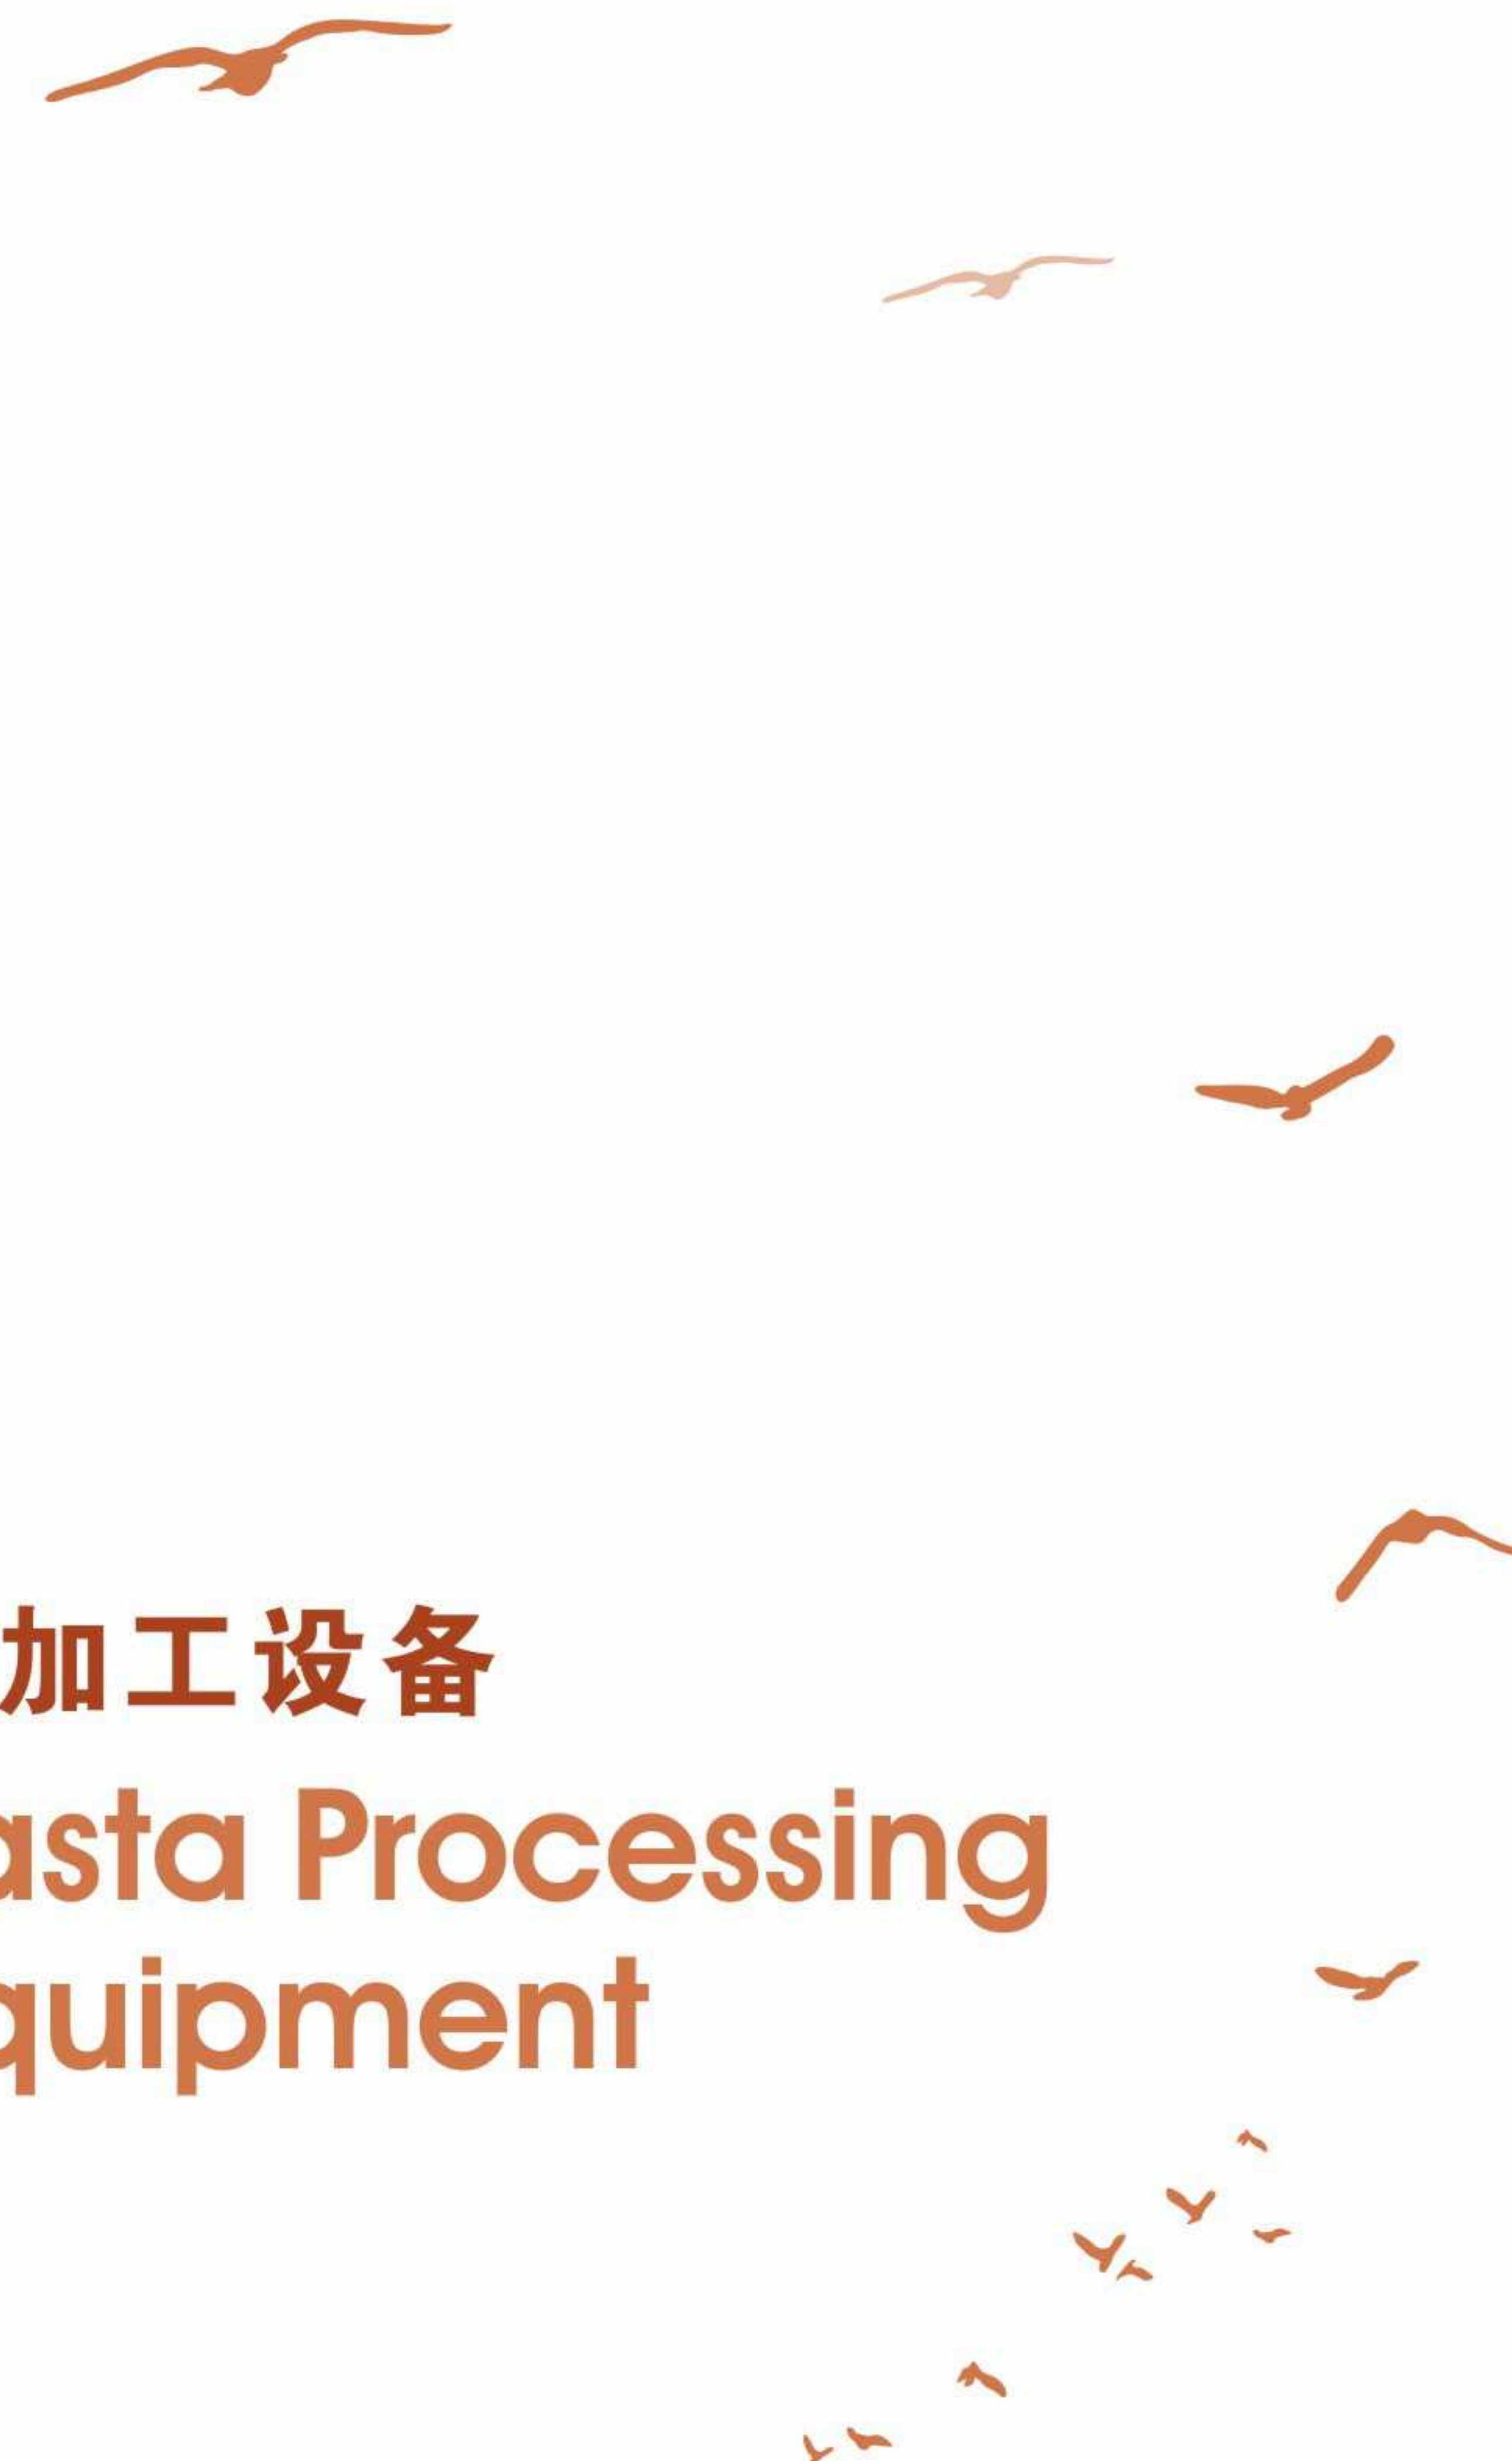 加工设备
asta Processing
quipment